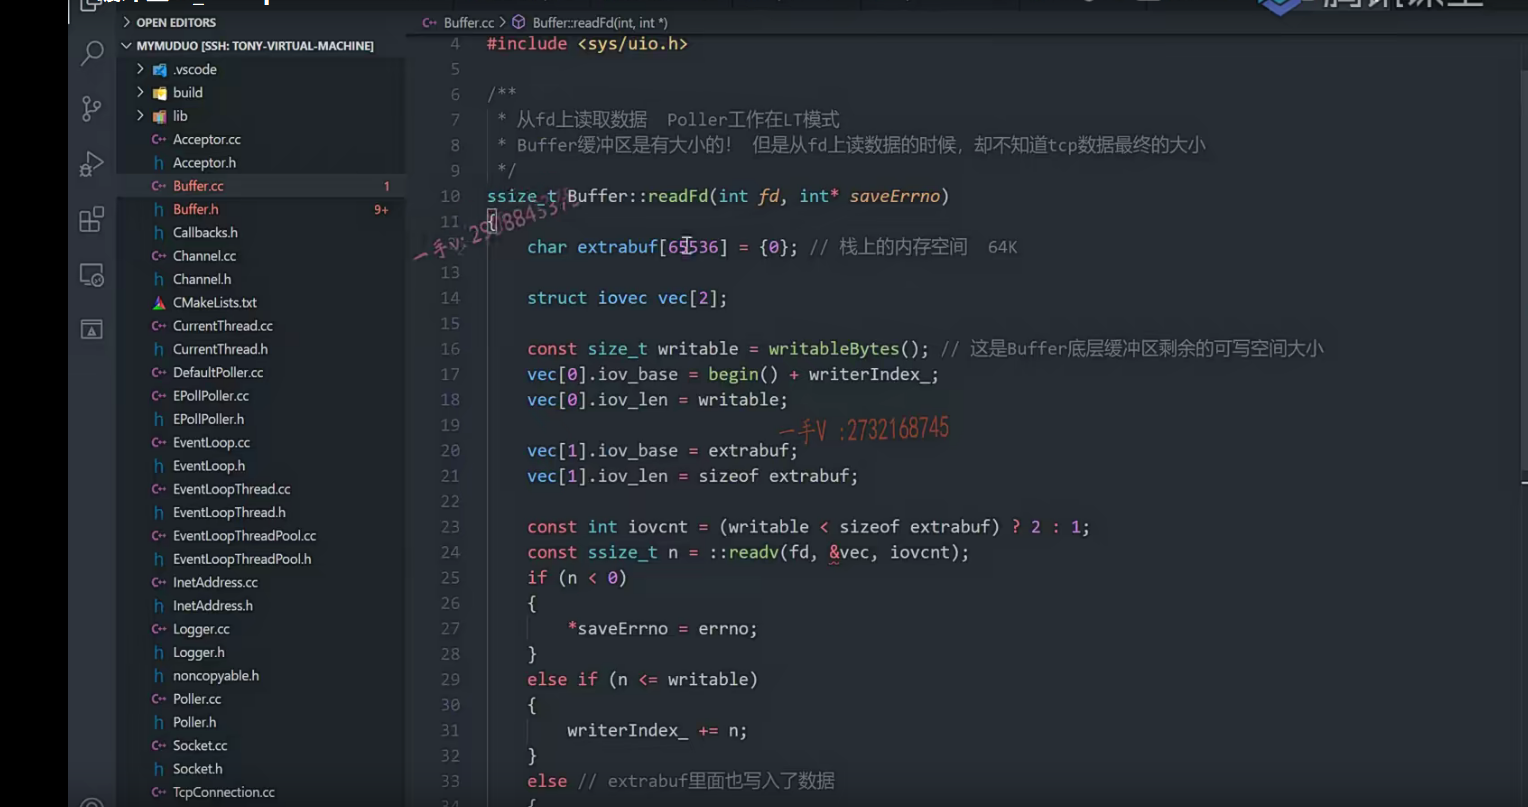 OPEN EDITORS
MYMUDUO [SSH: TONY-VIRTUAL-MACHINE]
.vscode
build
lib
Acceptor.cc
Acceptor.h
Buffer.cc 1
Buffer.h 9+
Callbacks.h
Channel.cc
Channel.h
CMakeLists.txt
CurrentThread.cc
CurrentThread.h
DefaultPoller.cc
EPollPoller.cc
EPollPoller.h
EventLoop.cc
EventLoop.h
EventLoopThread.cc
EventLoopThread.h
EventLoopThreadPool.cc
EventLoopThreadPool.h
InetAddress.cc
InetAddress.h
Logger.cc
Logger.h
noncopyable.h
Poller.cc
Poller.h
Socket.cc
Socket.h
TcpConnection.cc
腾讯课堂
Buffer.cc > Buffer::readFd(int, int *)
4 #include <sys/uio.h>
5
6 /**
7 * 从fd上读取数据 Poller工作在LT模式
8 * Buffer缓冲区是有大小的! 但是从fd上读数据的时候,却不知道tcp数据最终的大小
9 */
10 ssize_t Buffer::readFd(int fd, int* saveErrno)
11 {
char extrabuf[65536] = {0}; // 栈上的内存空间 64K
13
14 struct iovec vec[2];
15
16 const size_t writable = writableBytes(); // 这是Buffer底层缓冲区剩余的可写空间大小
17 vec[0].iov_base = begin() + writerIndex_;
18 vec[0].iov_len = writable;
19
一手V :2732168745
20 vec[1].iov_base = extrabuf;
21 vec[1].iov_len = sizeof extrabuf;
22
23 const int iovcnt = (writable < sizeof extrabuf) ? 2 : 1;
24 const ssize_t n = ::readv(fd, &vec, iovcnt);
25 if (n < 0)
26 {
27 *saveErrno = errno;
28 }
29 else if (n <= writable)
30 {
31 writerIndex_ += n;
32 }
33 else // extrabuf里面也写入了数据
34 {